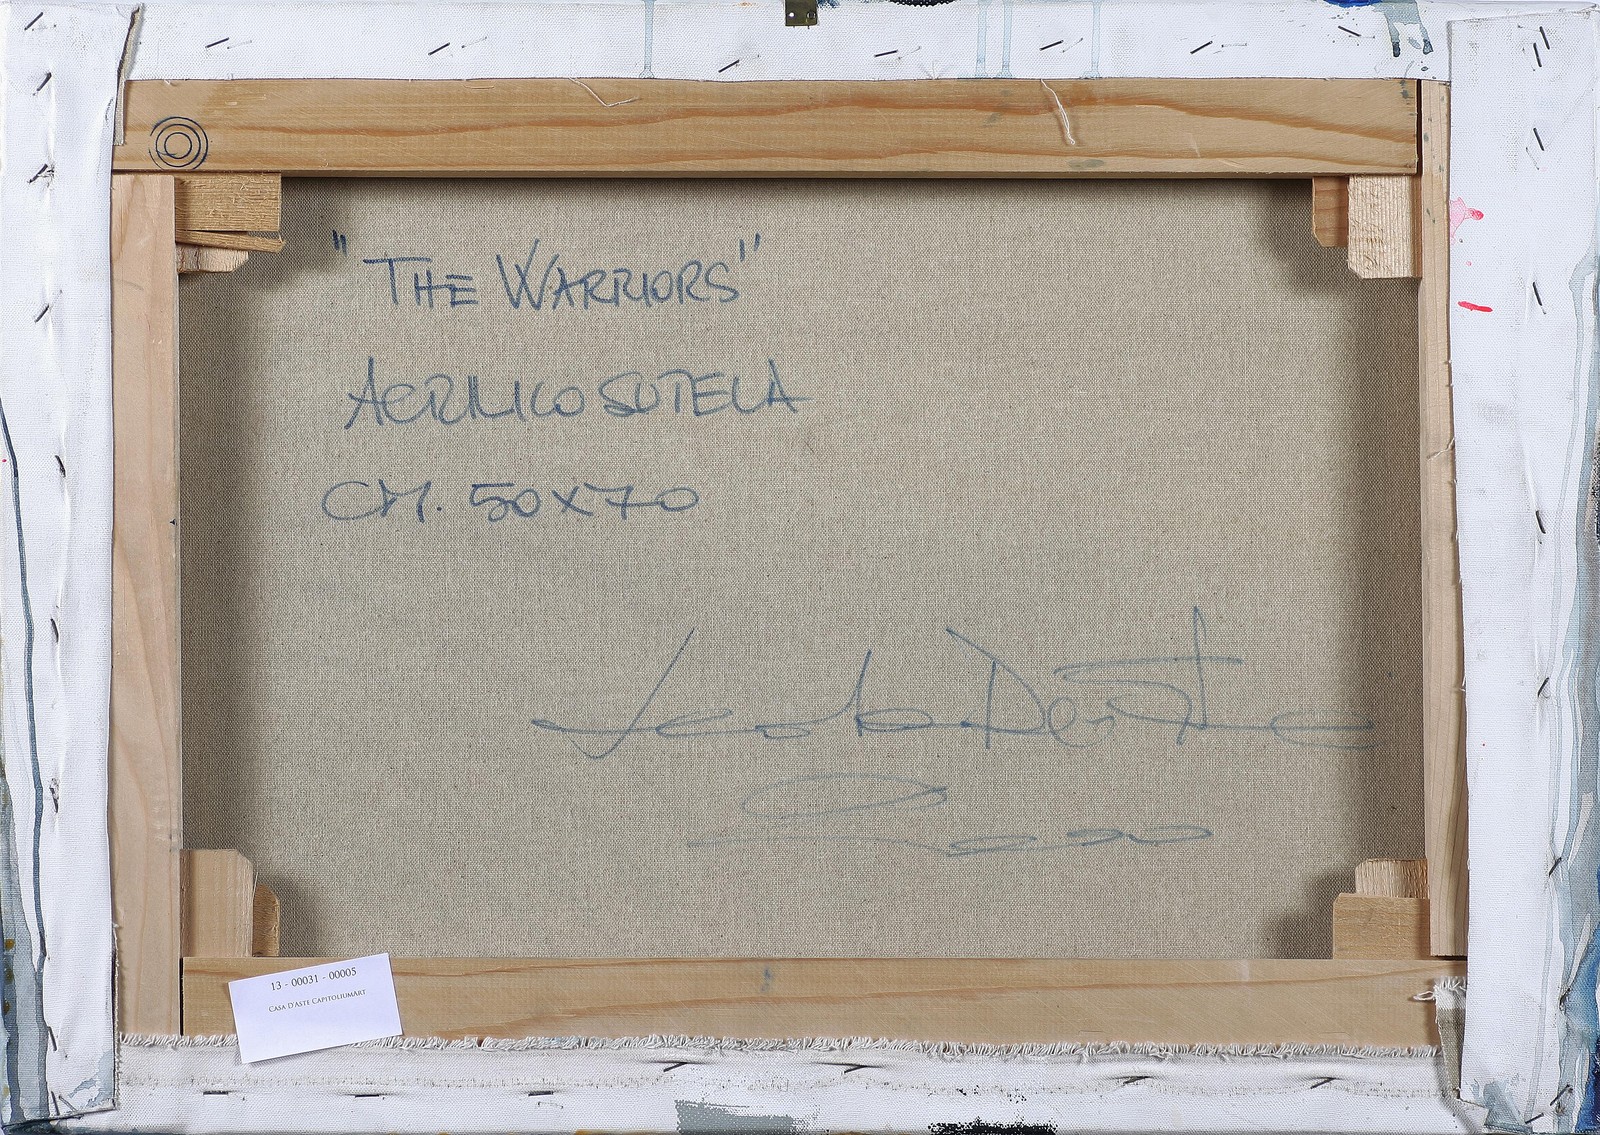 "THE WARRIORS"
ACRILICO SU TELA
CM. 50x70
13 - 00031 - 00005
CASA D'ASTE CAPITOLIUMART